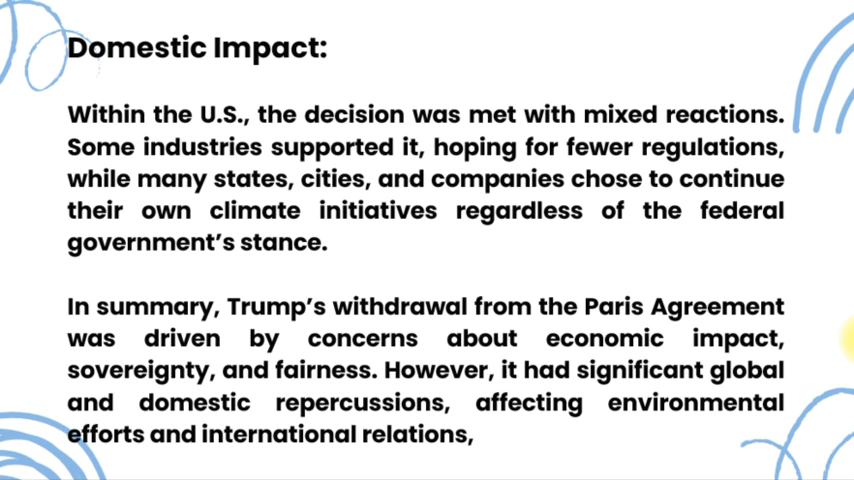 Domestic Impact:
Within the U.S., the decision was met with mixed reactions.
Some industries supported it, hoping for fewer regulations,
while many states, cities, and companies chose to continue
their own climate initiatives regardless of the federal
government’s stance.
In summary, Trump’s withdrawal from the Paris Agreement
was driven by concerns about economic impact,
sovereignty, and fairness. However, it had significant global
and domestic repercussions, affecting environmental
efforts and international relations,